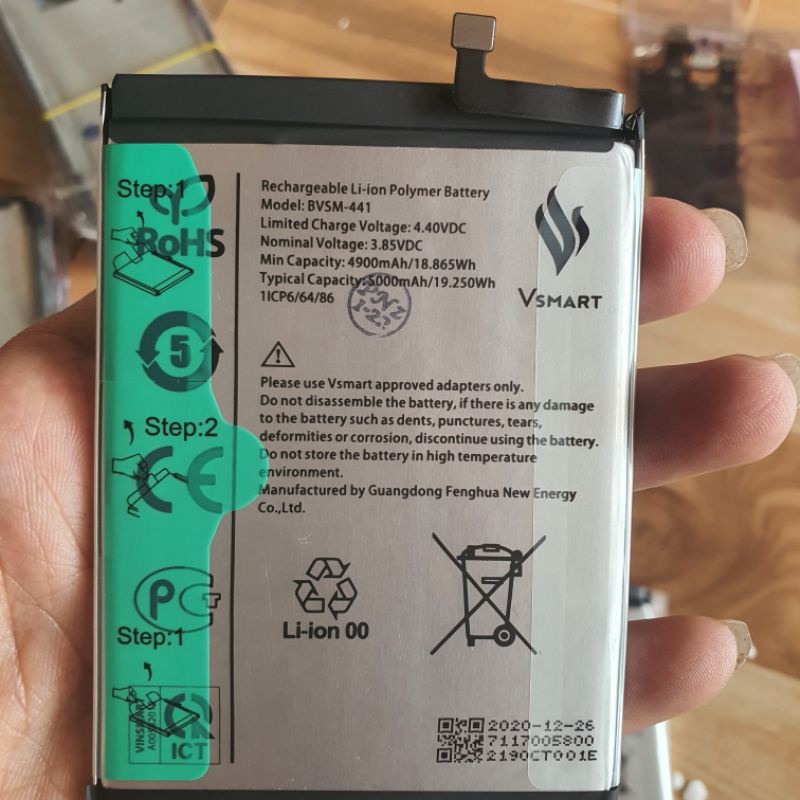 Step:1
RoHS
5
Step:2
CE
Step:1
VINSMART
ICT
Rechargeable Li-ion Polymer Battery
Model: BVSM-441
Limited Charge Voltage: 4.40VDC
Nominal Voltage: 3.85VDC
Min Capacity: 4900mAh/18.865Wh
Typical Capacity:5000mAh/19.250Wh
1ICP6/64/86
VSMART
Please use Vsmart approved adapters only.
Do not disassemble the battery, if there is any damage
to the battery such as dents, punctures, tears,
deformities or corrosion, discontinue using the battery.
Do not store the battery in high temperature
environment.
Manufactured by Guangdong Fenghua New Energy
Co.,Ltd.
Li-ion 00
2020-12-26
7117005800
2190CT001E